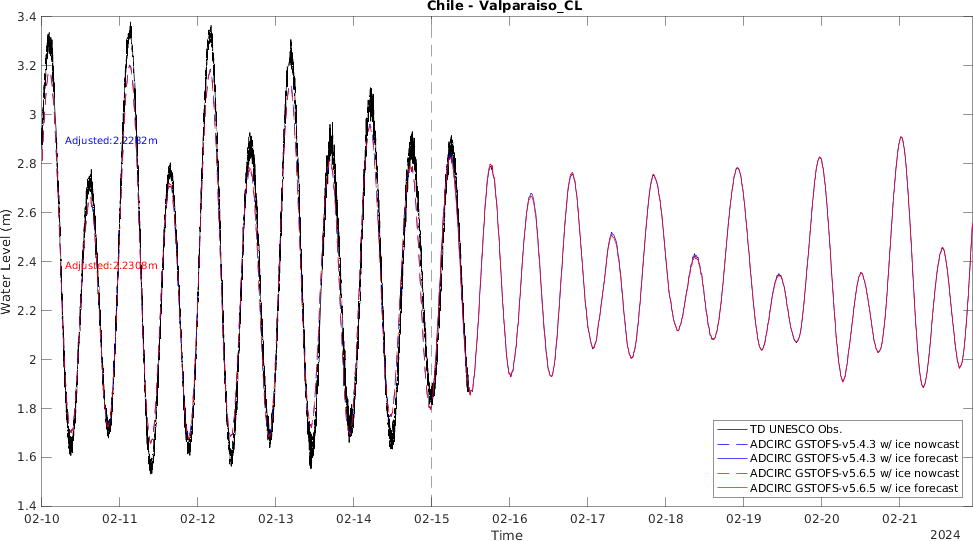 Chile - Valparaiso_CL
3.4
3.2
3
2.8
2.6
2.4
2.2
2
1.8
1.6
1.4
Water Level (m)
Adjusted:2.2282m
Adjusted:2.2308m
TD UNESCO Obs.
ADCIRC GSTOFS-v5.4.3 w/ ice nowcast
ADCIRC GSTOFS-v5.4.3 w/ ice forecast
ADCIRC GSTOFS-v5.6.5 w/ ice nowcast
ADCIRC GSTOFS-v5.6.5 w/ ice forecast
02-10 02-11 02-12 02-13 02-14 02-15 02-16 02-17 02-18 02-19 02-20 02-21
Time
2024